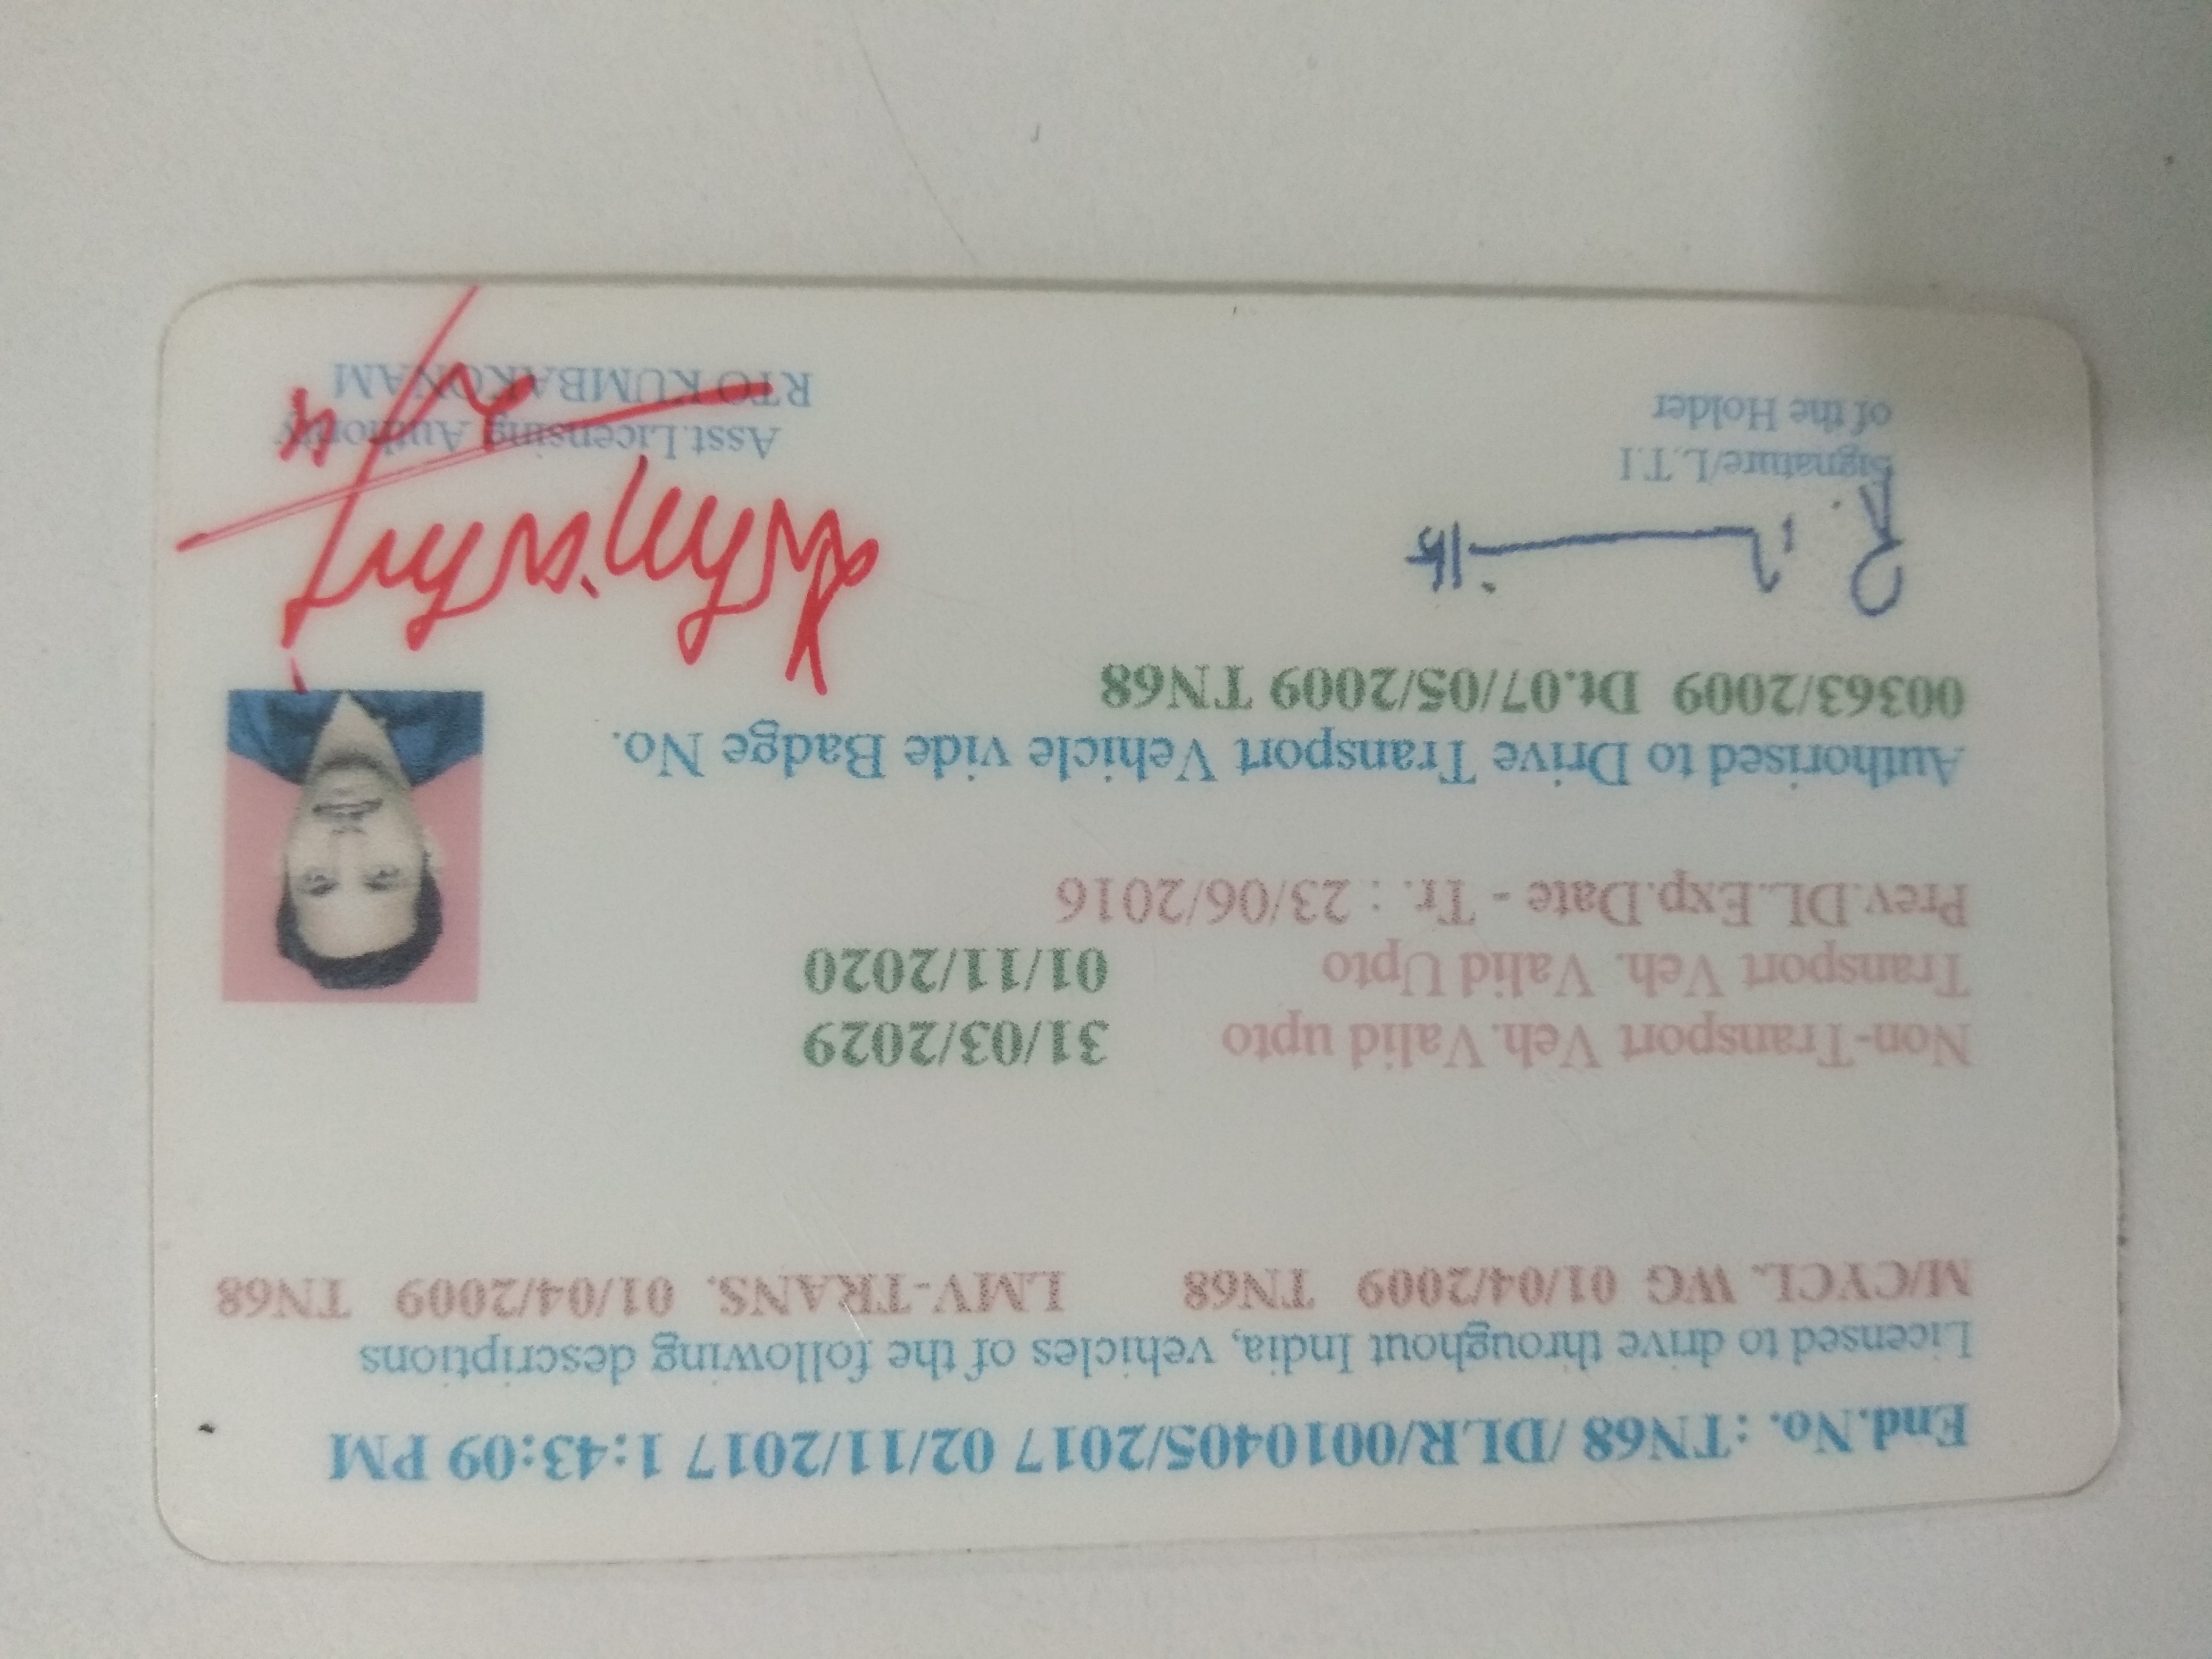 End.No. : TN68 /DLR/0010405/2017 02/11/2017 1:43:09 PM
Licensed to drive throughout India, vehicles of the following descriptions
M/CYCL. WG 01/04/2009 TN68 LMV-TRANS. 01/04/2009 TN68
Non-Transport Veh. Valid upto 31/03/2029
Transport Veh. Valid Upto 01/11/2020
Prev.DL.Exp.Date - Tr. : 23/06/2016
Authorised to Drive Transport Vehicle vide Badge No.
00363/2009 Dt.07/05/2009 TN68
Signature/L.T.I
of the Holder
Asst.Licensing Authority
RTO KUMBAKONAM